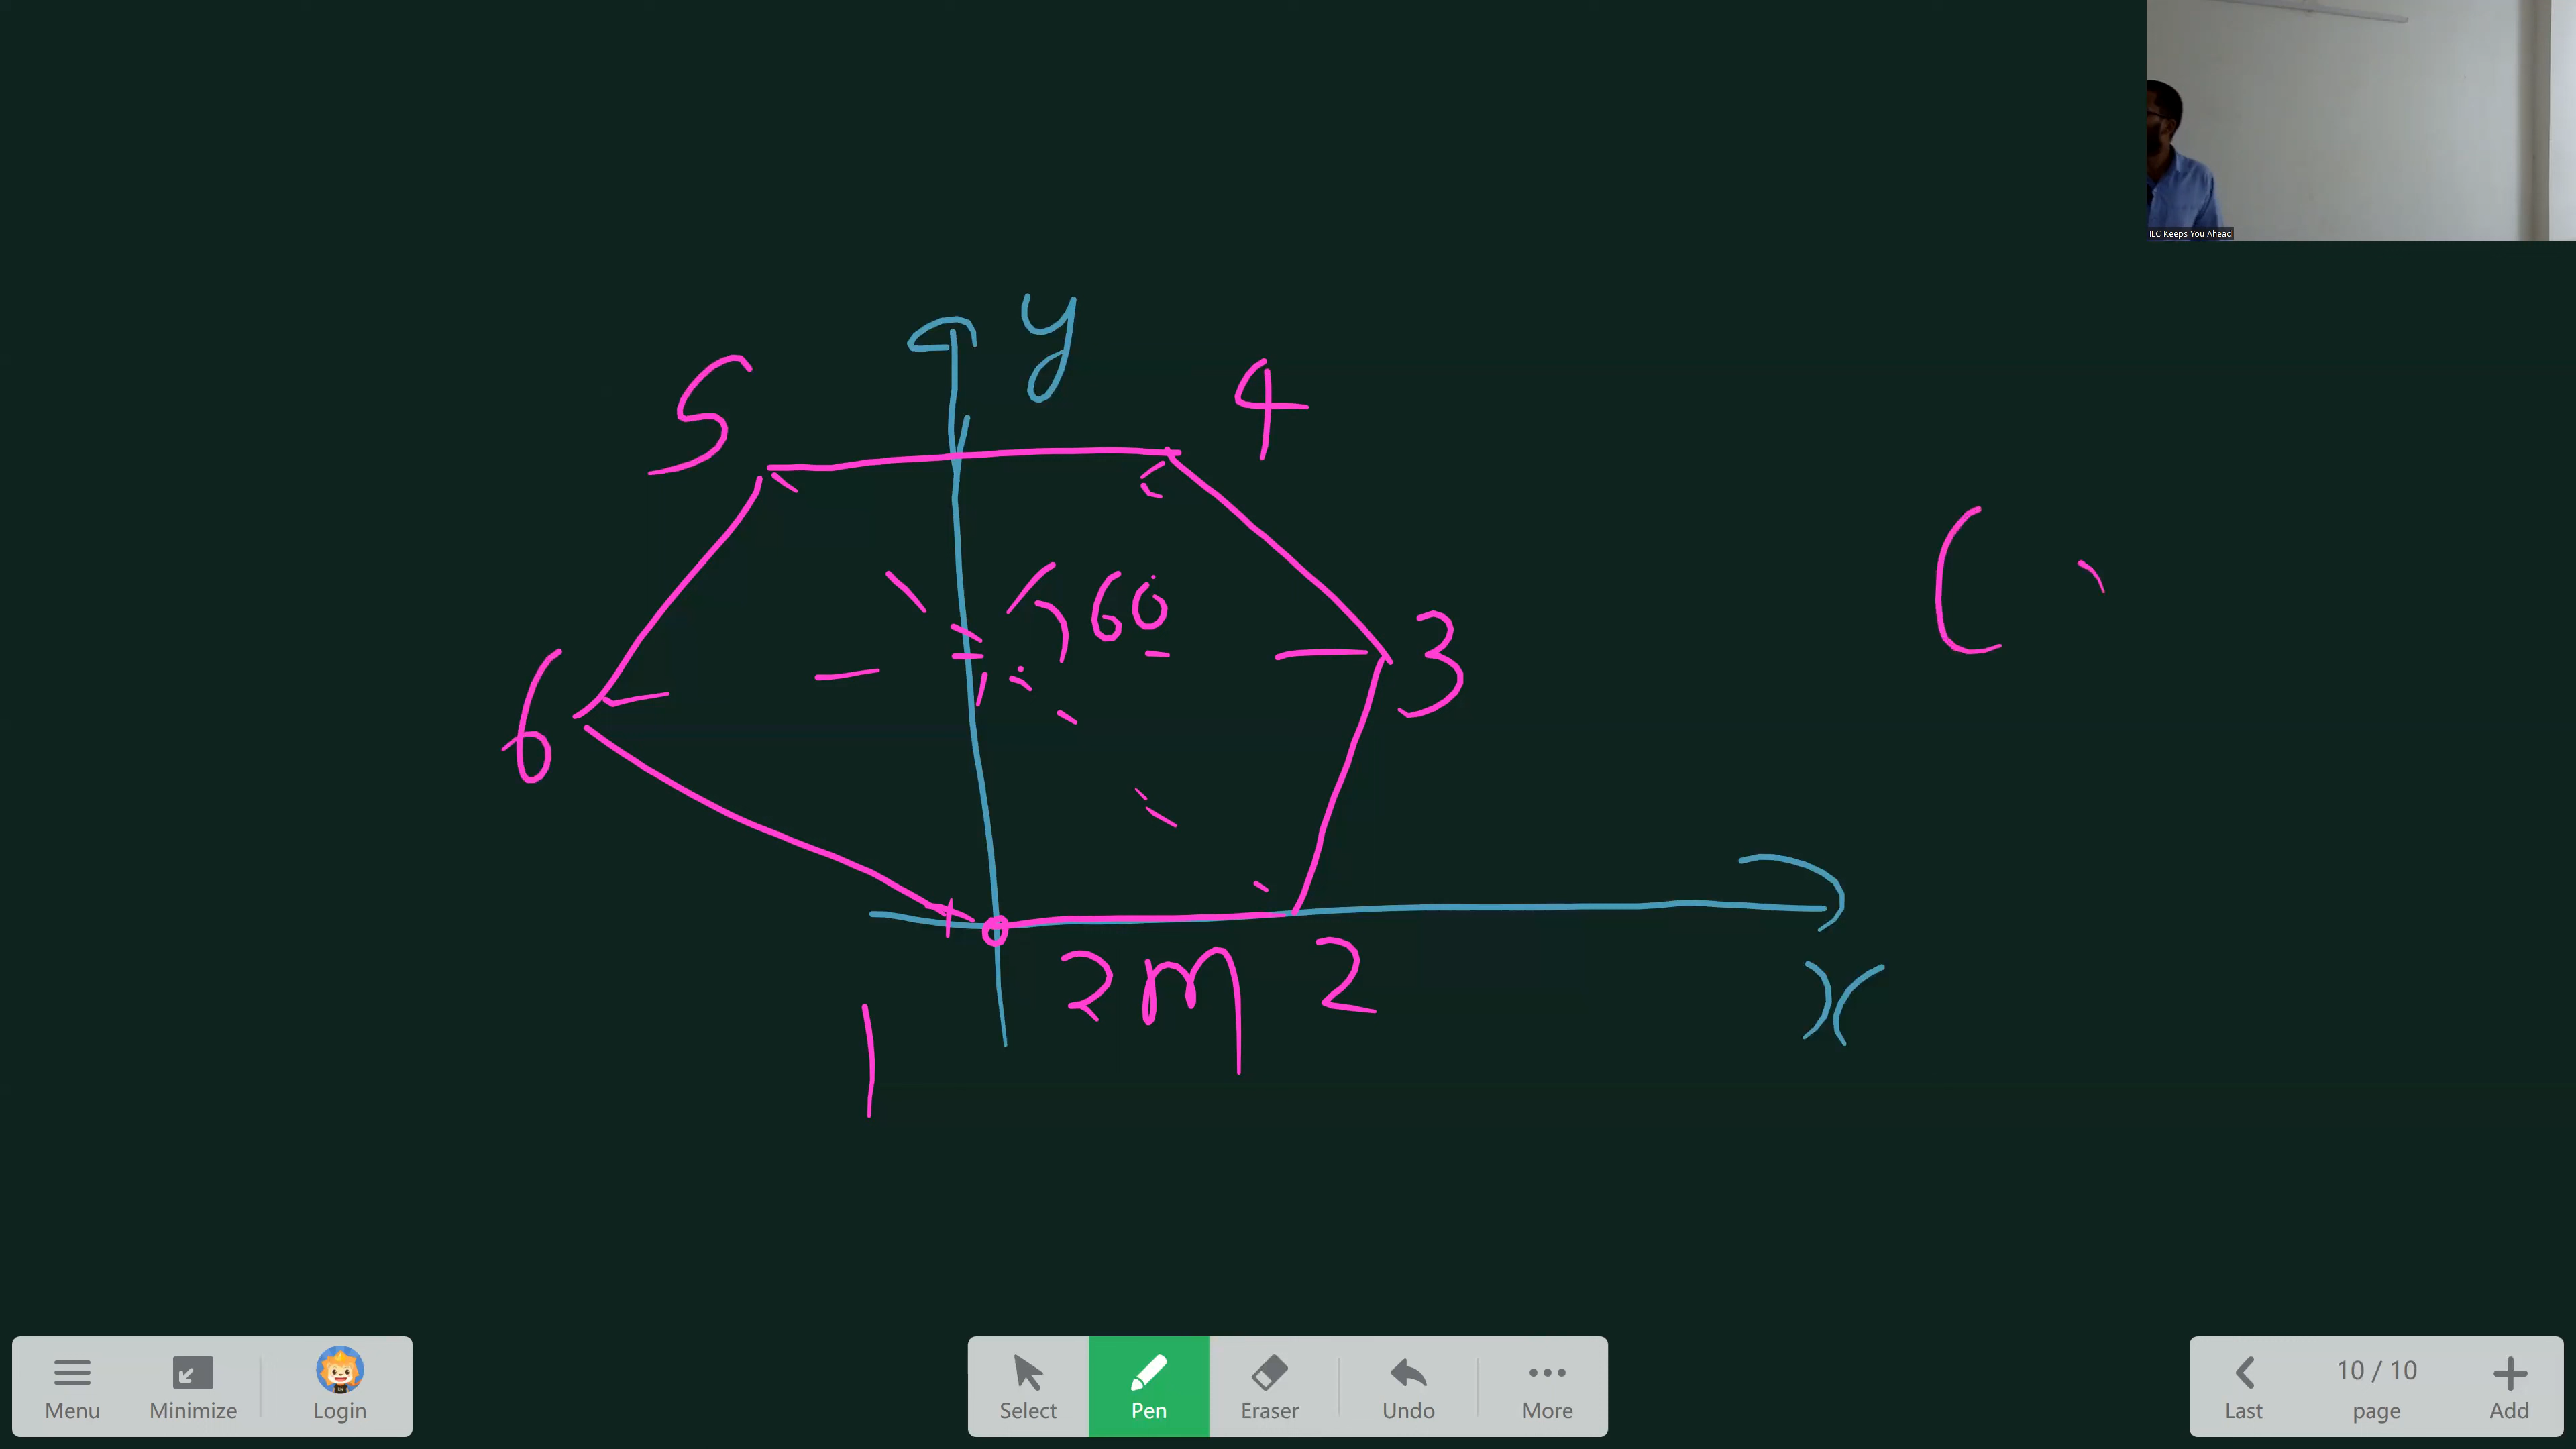 ILC Keeps You Ahead
y
5
4
60
(
3
6
2m
2
x
1
Menu
Minimize
Login
Select
Pen
Eraser
Undo
More
Last
10 / 10
page
Add